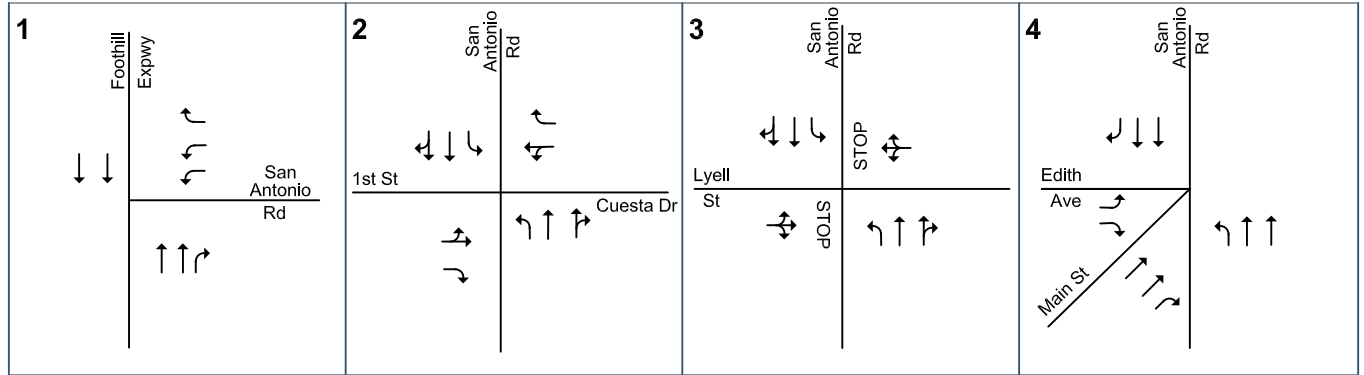 1
Foothill
Expwy
San
Antonio
Rd
2
San
Antonio
Rd
1st St
Cuesta Dr
3
San
Antonio
Rd
STOP
Lyell
St
STOP
4
San
Antonio
Rd
Edith
Ave
Main St